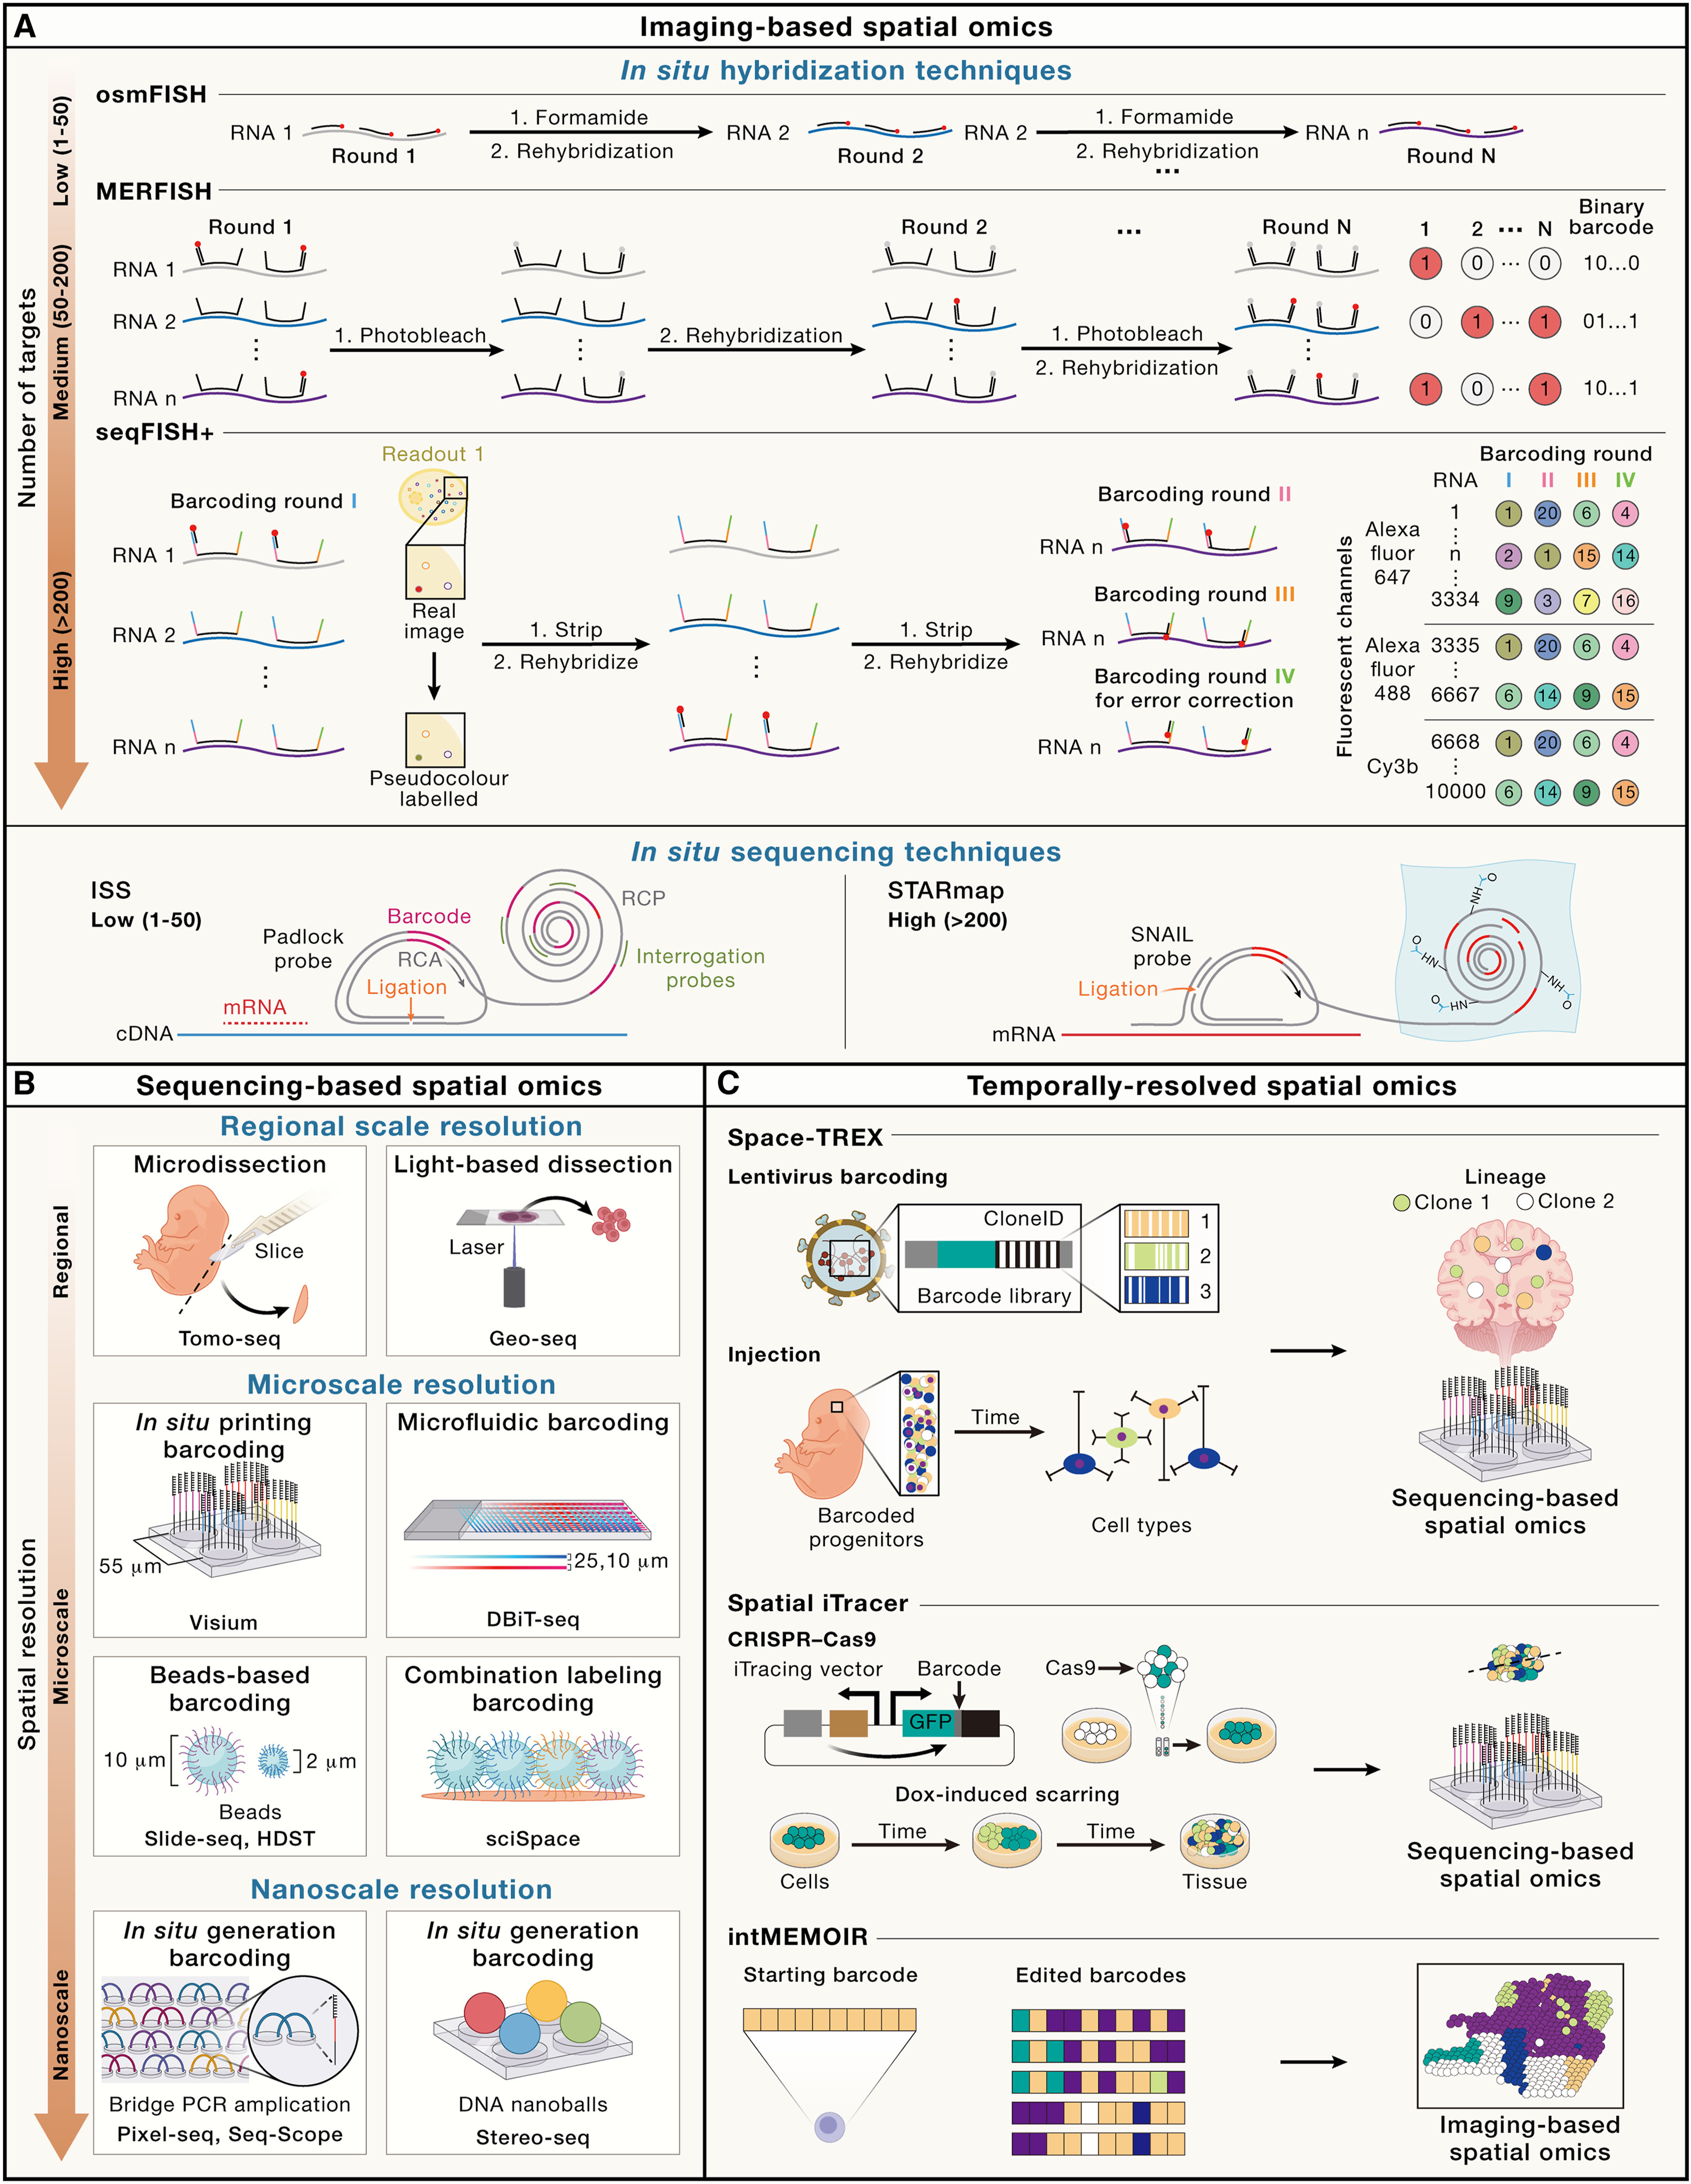 A
Imaging-based spatial omics
In situ hybridization techniques
Number of targets
Low (1-50)
Medium (50-200)
High (>200)
osmFISH
RNA 1
Round 1
1. Formamide
2. Rehybridization
RNA 2
Round 2
RNA 2
1. Formamide
2. Rehybridization
...
RNA n
Round N
MERFISH
Round 1
Round 2
...
Round N
1 2 ... N
Binary
barcode
RNA 1
1 0 ... 0 10...0
RNA 2
1. Photobleach
2. Rehybridization
1. Photobleach
2. Rehybridization
0 1 ... 1 01...1
RNA n
1 0 ... 1 10...1
seqFISH+
Readout 1
Barcoding round I
RNA 1
RNA 2
RNA n
Real
image
Pseudocolour
labelled
1. Strip
2. Rehybridize
1. Strip
2. Rehybridize
Barcoding round II
RNA n
Barcoding round III
RNA n
Barcoding round IV
for error correction
RNA n
Fluorescent channels
Barcoding round
RNA I II III IV
Alexa
fluor
647
1 1 20 6 4
n 2 1 15 14
3334 9 3 7 16
Alexa
fluor
488
3335 1 20 6 4
6667 6 14 9 15
Cy3b
6668 1 20 6 4
10000 6 14 9 15
In situ sequencing techniques
ISS
Low (1-50)
Padlock
probe
Barcode
RCA
Ligation
mRNA
cDNA
RCP
Interrogation
probes
STARmap
High (>200)
SNAIL
probe
Ligation
mRNA
O
NH
O
HN
O
HN
NH
O
B
Sequencing-based spatial omics
Spatial resolution
Regional
Microscale
Nanoscale
Regional scale resolution
Microdissection
Slice
Tomo-seq
Light-based dissection
Laser
Geo-seq
Microscale resolution
In situ printing
barcoding
55 μm
Visium
Microfluidic barcoding
25,10 μm
DBiT-seq
Beads-based
barcoding
10 μm
2 μm
Beads
Slide-seq, HDST
Combination labeling
barcoding
sciSpace
Nanoscale resolution
In situ generation
barcoding
Bridge PCR amplication
Pixel-seq, Seq-Scope
In situ generation
barcoding
DNA nanoballs
Stereo-seq
C
Temporally-resolved spatial omics
Space-TREX
Lentivirus barcoding
CloneID
Barcode library
1
2
3
Lineage
Clone 1 Clone 2
Injection
Time
Barcoded
progenitors
Cell types
Sequencing-based
spatial omics
Spatial iTracer
CRISPR–Cas9
iTracing vector
Barcode
GFP
Cas9
Dox-induced scarring
Time
Time
Cells
Tissue
Sequencing-based
spatial omics
intMEMOIR
Starting barcode
Edited barcodes
Imaging-based
spatial omics